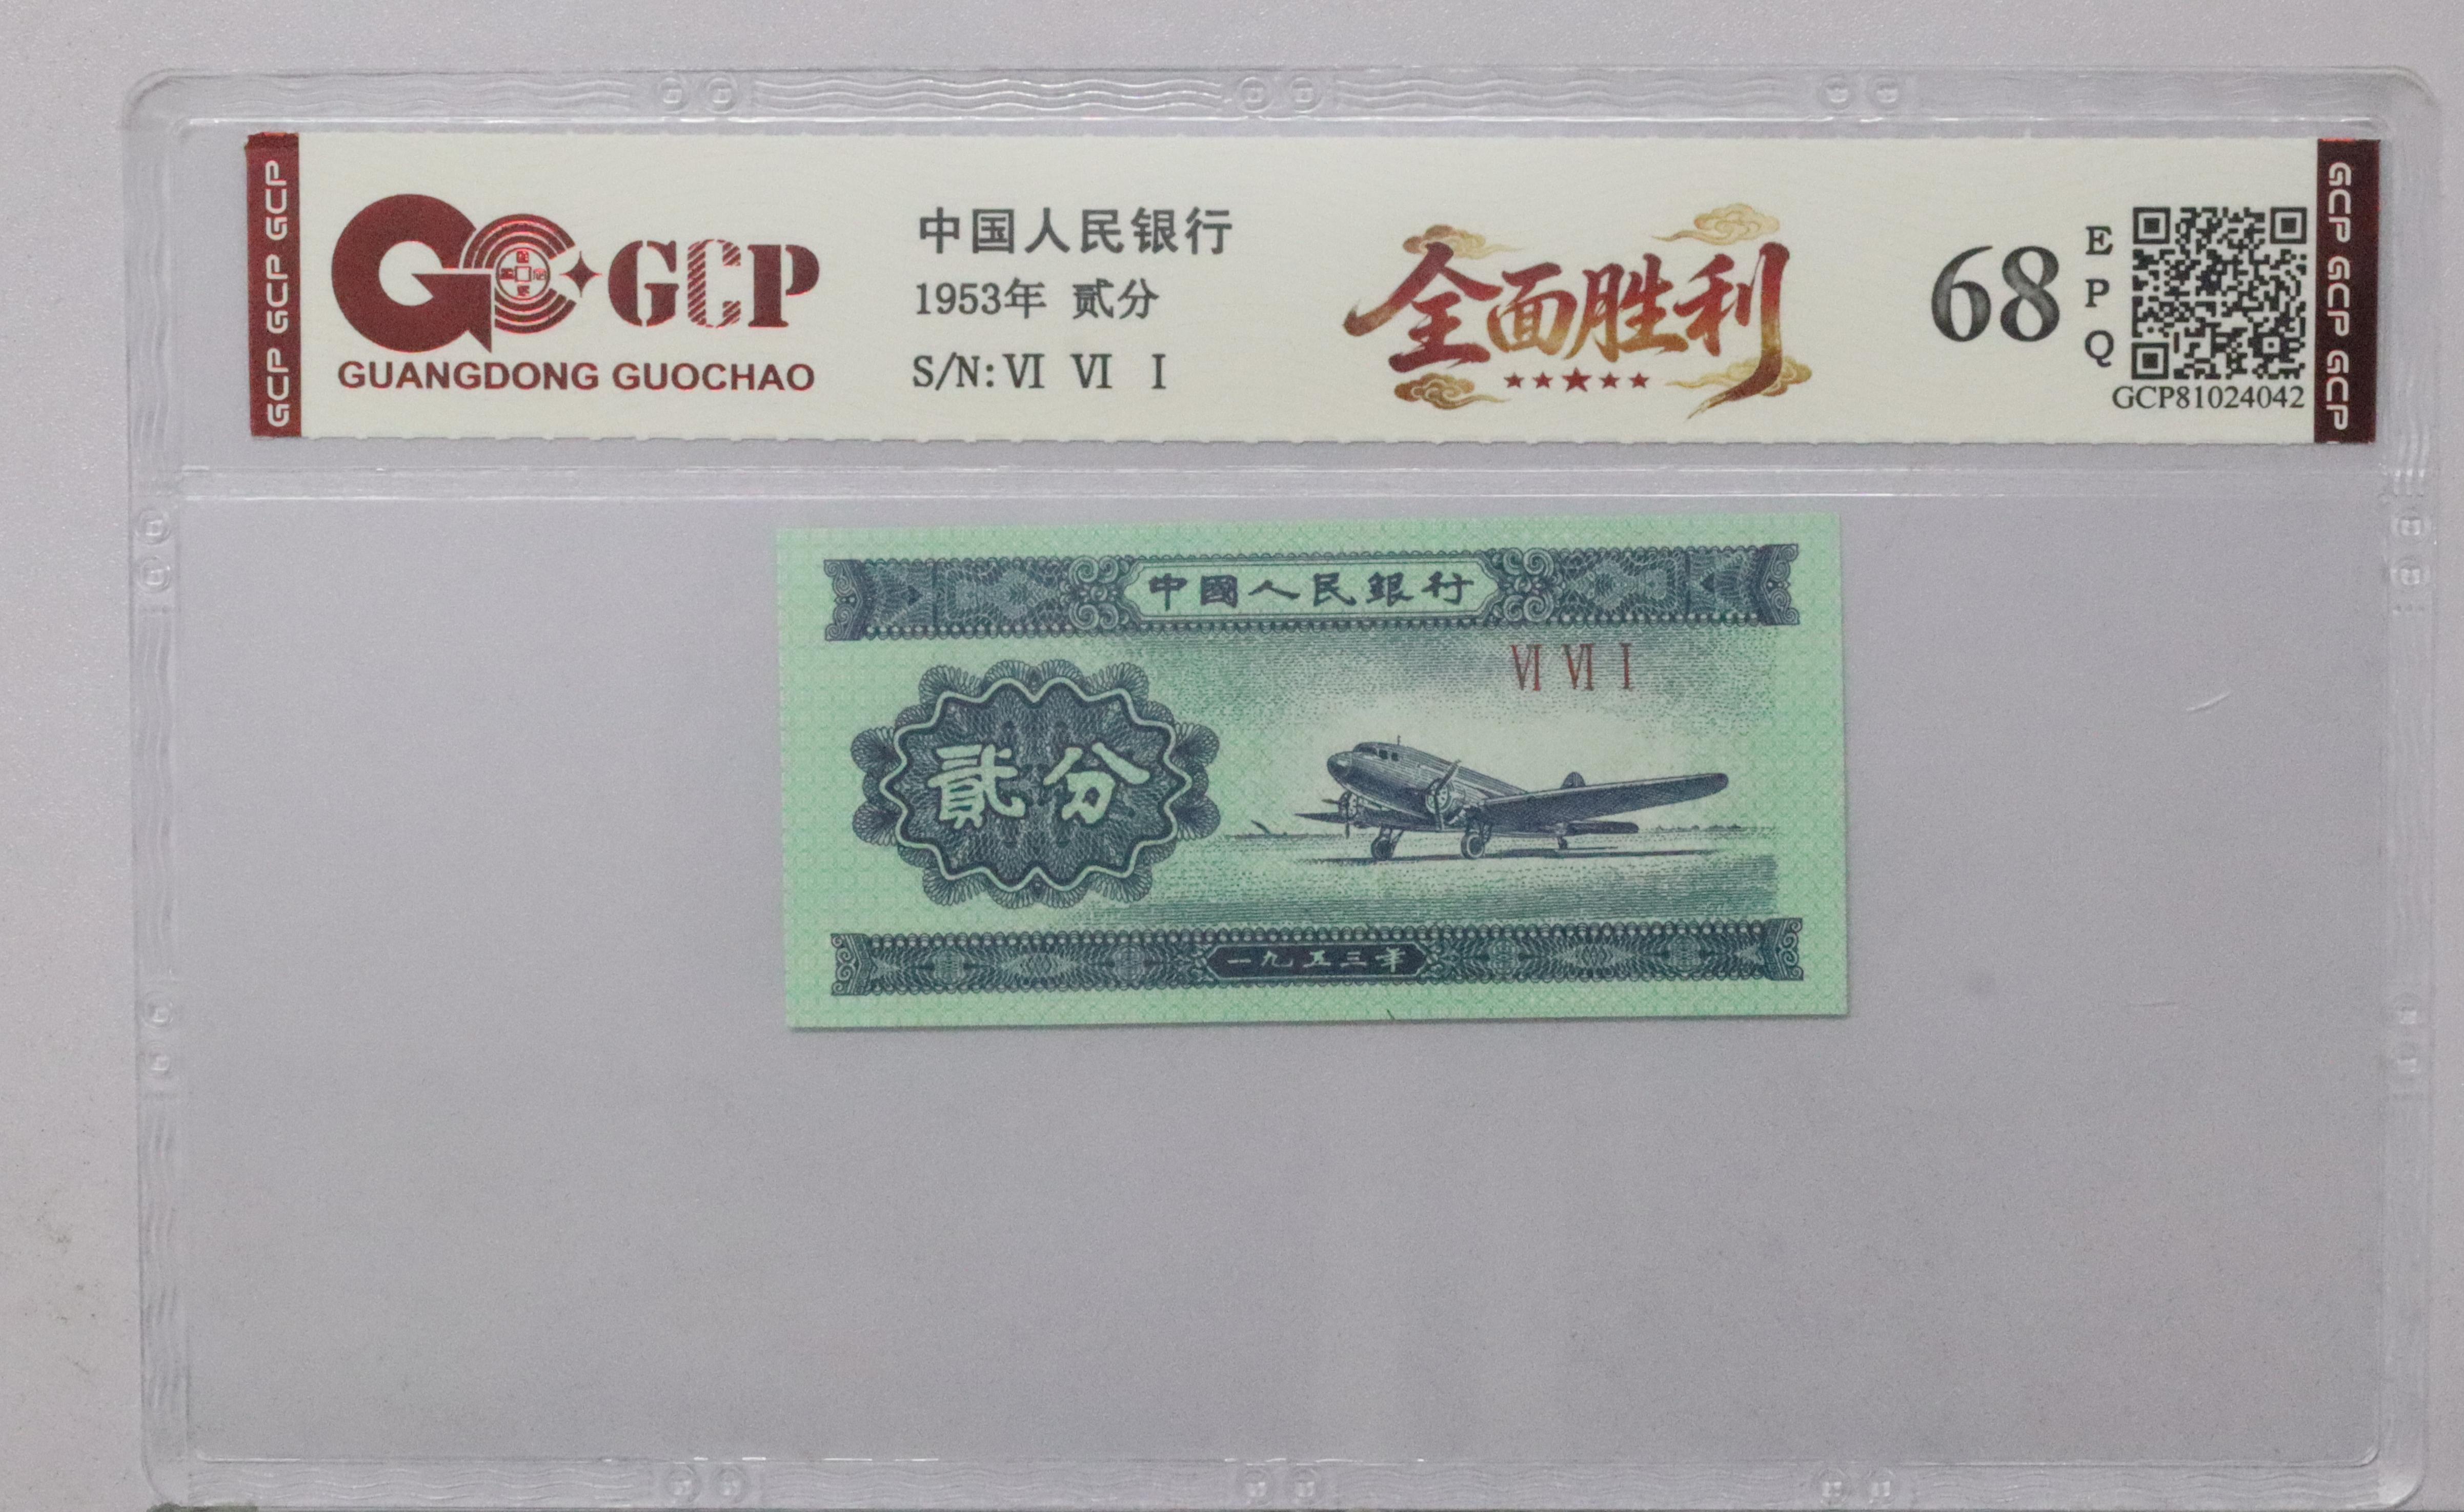 GCP GCP GCP
GCP
GUANGDONG GUOCHAO
中国人民银行
1953年 贰分
S/N: VI VI I
全面胜利
★★★★★
68
E
P
Q
GCP81024042
GCP GCP GCP
中國人民銀行
VI VI I
貳分
一九五三年